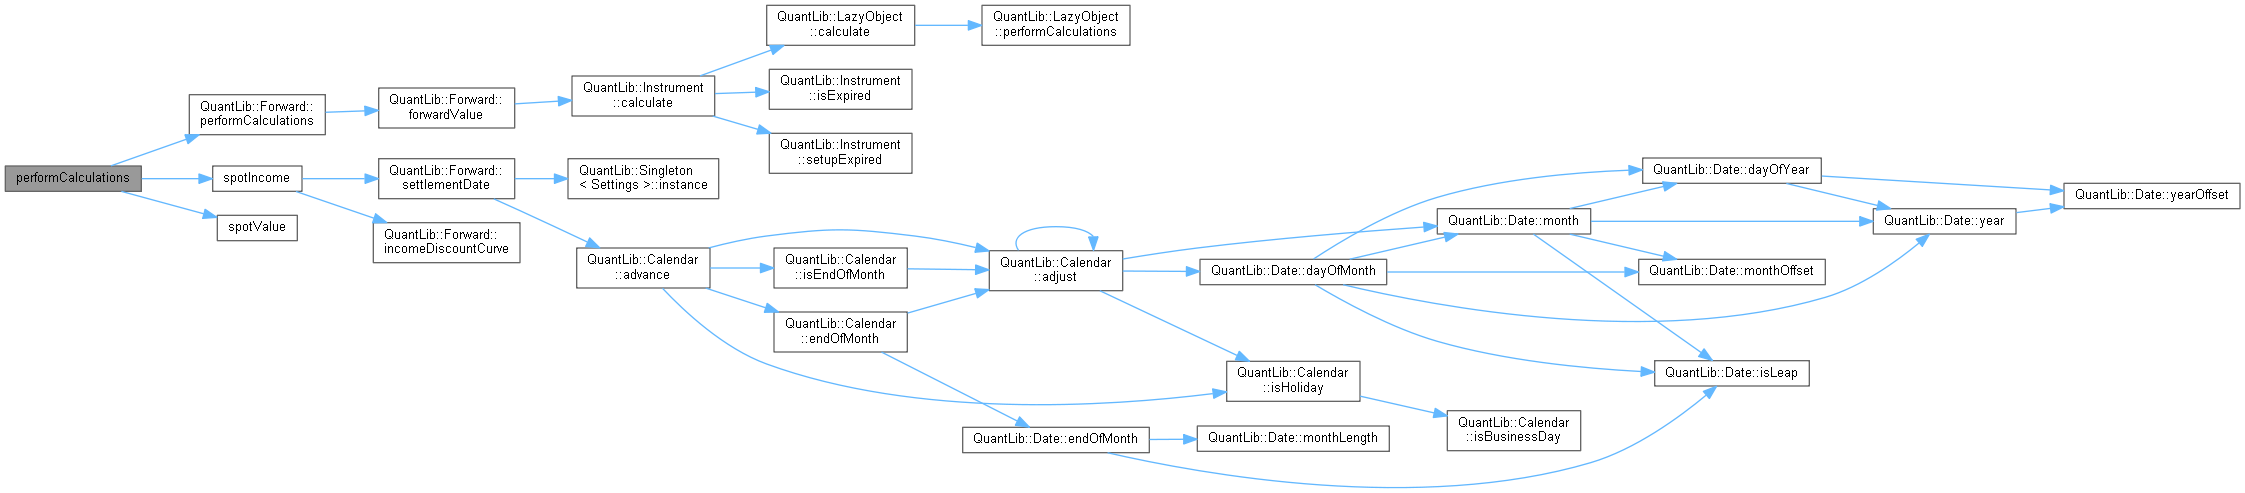 performCalculations
QuantLib::Forward::
performCalculations
QuantLib::Forward::
forwardValue
QuantLib::Instrument
::calculate
QuantLib::LazyObject
::calculate
QuantLib::LazyObject
::performCalculations
QuantLib::Instrument
::isExpired
QuantLib::Instrument
::setupExpired
spotIncome
QuantLib::Forward::
settlementDate
QuantLib::Singleton
< Settings >::instance
spotValue
QuantLib::Forward::
incomeDiscountCurve
QuantLib::Calendar
::advance
QuantLib::Calendar
::isEndOfMonth
QuantLib::Calendar
::endOfMonth
QuantLib::Calendar
::adjust
QuantLib::Date::dayOfMonth
QuantLib::Date::month
QuantLib::Date::dayOfYear
QuantLib::Date::year
QuantLib::Date::yearOffset
QuantLib::Date::monthOffset
QuantLib::Date::isLeap
QuantLib::Calendar
::isHoliday
QuantLib::Calendar
::isBusinessDay
QuantLib::Date::endOfMonth
QuantLib::Date::monthLength